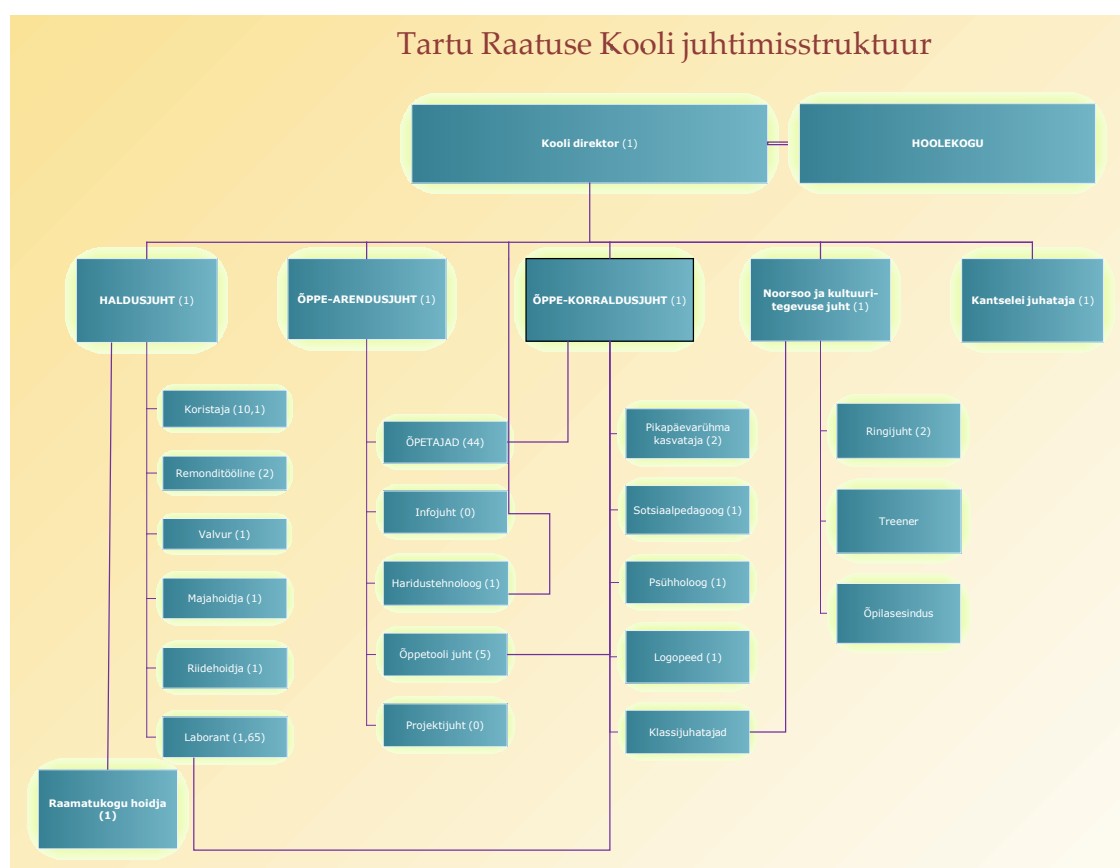 Tartu Raatuse Kooli juhtimisstruktuur
Kooli direktor (1)
HOOLEKOGU
HALDUSJUHT (1)
ÕPPE-ARENDUSJUHT (1)
ÕPPE-KORRALDUSJUHT (1)
Noorsoo ja kultuuri-
tegevuse juht (1)
Kantselei juhataja (1)
Koristaja (10,1)
Remonditööline (2)
Valvur (1)
Majahoidja (1)
Riidehoidja (1)
Laborant (1,65)
Raamatukogu hoidja
(1)
ÕPETAJAD (44)
Infojuht (0)
Haridustehnoloog (1)
Õppetooli juht (5)
Projektijuht (0)
Pikapäevarühma
kasvataja (2)
Sotsiaalpedagoog (1)
Psühholoog (1)
Logopeed (1)
Klassijuhatajad
Ringijuht (2)
Treener
Õpilasesindus